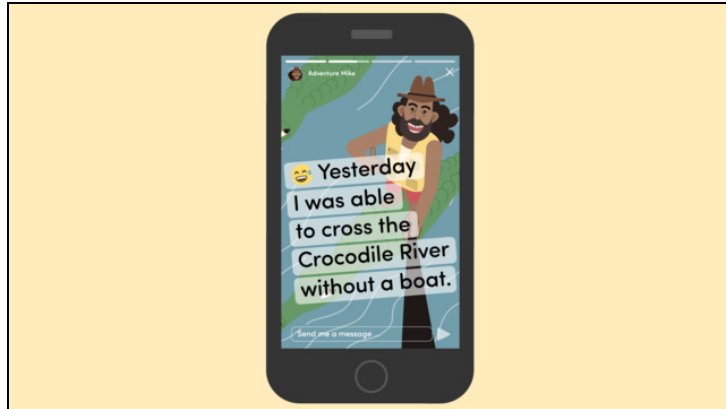 Adventure Mike
😅 Yesterday
I was able
to cross the
Crocodile River
without a boat.
Send me a message